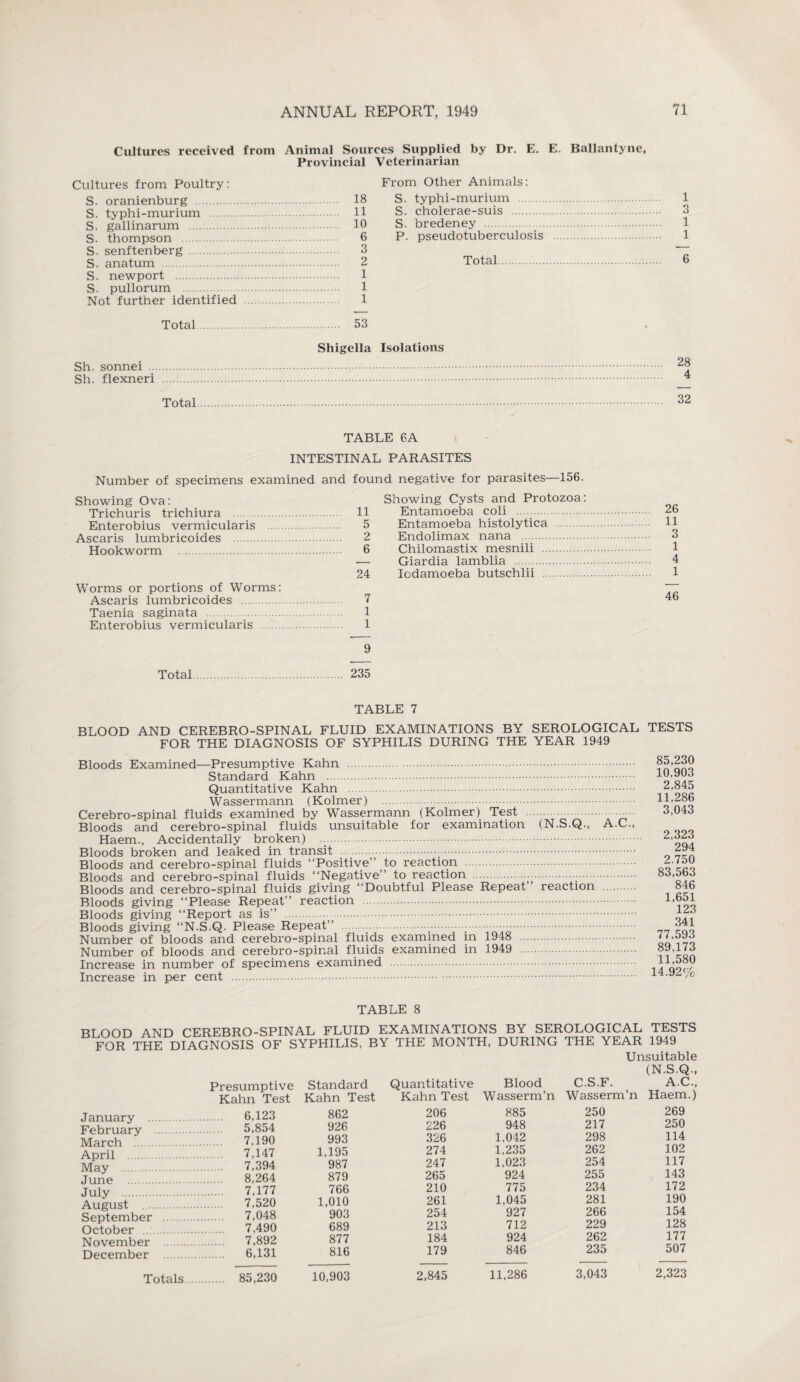 ANNUAL REPORT, 1949 71
Cultures received from Animal Sources Supplied by Dr. E. E. Ballantyne,
Provincial Veterinarian
Cultures from Poultry:
S. oranienburg 18
S. typhi-murium 11
S. gallinarum 10
S. thompson 6
S. senftenberg 3
S. anatum 2
S. newport 1
S. pullorum 1
Not further identified 1
Total 53
From Other Animals:
S. typhi-murium 1
S. cholerae-suis 3
S. bredeney 1
P. pseudotuberculosis 1
Total 6
Shigella Isolations
Sh. sonnei 28
Sh. flexneri 4
Total 32
TABLE 6A
INTESTINAL PARASITES
Number of specimens examined and found negative for parasites—156.
Showing Ova:
Trichuris trichiura 11
Enterobius vermicularis 5
Ascaris lumbricoides 2
Hookworm 6
24
Worms or portions of Worms:
Ascaris lumbricoides 7
Taenia saginata 1
Enterobius vermicularis 1
9
Total 235
Showing Cysts and Protozoa:
Entamoeba coli 26
Entamoeba histolytica 11
Endolimax nana 3
Chilomastix mesnili 1
Giardia lamblia 4
Iodamoeba butschlii 1
46
TABLE 7
BLOOD AND CEREBRO-SPINAL FLUID EXAMINATIONS BY SEROLOGICAL TESTS
FOR THE DIAGNOSIS OF SYPHILIS DURING THE YEAR 1949
Bloods Examined—Presumptive Kahn 85,230
Standard Kahn 10,903
Quantitative Kahn 2,845
Wassermann (Kolmer) 11,286
Cerebro-spinal fluids examined by Wassermann (Kolmer) Test 3,043
Bloods and cerebro-spinal fluids unsuitable for examination (N.S.Q., A.C.,
Haem., Accidentally broken) 2,323
Bloods broken and leaked in transit 294
Bloods and cerebro-spinal fluids "Positive" to reaction 2,750
Bloods and cerebro-spinal fluids "Negative" to reaction 83,563
Bloods and cerebro-spinal fluids giving "Doubtful Please Repeat" reaction 846
Bloods giving "Please Repeat" reaction 1,651
Bloods giving "Report as is" 123
Bloods giving "N.S.Q. Please Repeat" 341
Number of bloods and cerebro-spinal fluids examined in 1948 77,593
Number of bloods and cerebro-spinal fluids examined in 1949 89,173
Increase in number of specimens examined 11,580
Increase in per cent 14.92%
TABLE 8
BLOOD AND CEREBRO-SPINAL FLUID EXAMINATIONS BY SEROLOGICAL TESTS
FOR THE DIAGNOSIS OF SYPHILIS, BY THE MONTH, DURING THE YEAR 1949
Unsuitable
(N.S.Q.,
Presumptive Standard Quantitative Blood C.S.F. A.C.,
Kahn Test Kahn Test Kahn Test Wasserm'n Wasserm'n Haem.)
January 6,123 862 206 885 250 269
February 5,854 926 226 948 217 250
March 7,190 993 326 1,042 298 114
April 7,147 1,195 274 1,235 262 102
May 7,394 987 247 1,023 254 117
June 8,264 879 265 924 255 143
July 7,177 766 210 775 234 172
August 7,520 1,010 261 1,045 281 190
September 7,048 903 254 927 266 154
October 7,490 689 213 712 229 128
November 7,892 877 184 924 262 177
December 6,131 816 179 846 235 507
Totals 85,230 10,903 2,845 11,286 3,043 2,323